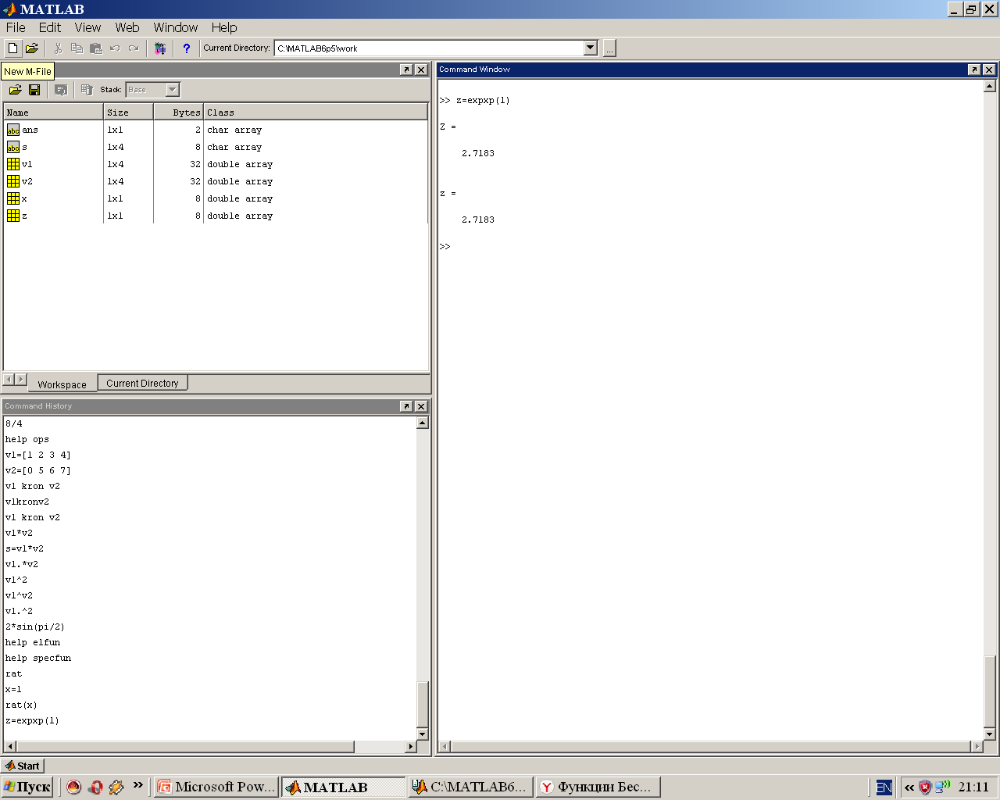 MATLAB
File Edit View Web Window Help
Current Directory: C:\MATLAB6p5\work ...
New M-File
Stack: Base
Name Size Bytes Class
abc ans 1x1 2 char array
abc s 1x4 8 char array
v1 1x4 32 double array
v2 1x4 32 double array
x 1x1 8 double array
z 1x1 8 double array
Workspace Current Directory
Command History
8/4
help ops
v1=[1 2 3 4]
v2=[0 5 6 7]
v1 kron v2
v1kronv2
v1 kron v2
v1*v2
s=v1*v2
v1.*v2
v1^2
v1^v2
v1.^2
2*sin(pi/2)
help elfun
help specfun
rat
x=1
rat(x)
z=expxp(1)
Command Window
>> z=expxp(1)
Z =
2.7183
z =
2.7183
>>
Start
Пуск » Microsoft Pow... MATLAB C:\MATLAB6... Функции Бес... EN « 21:11